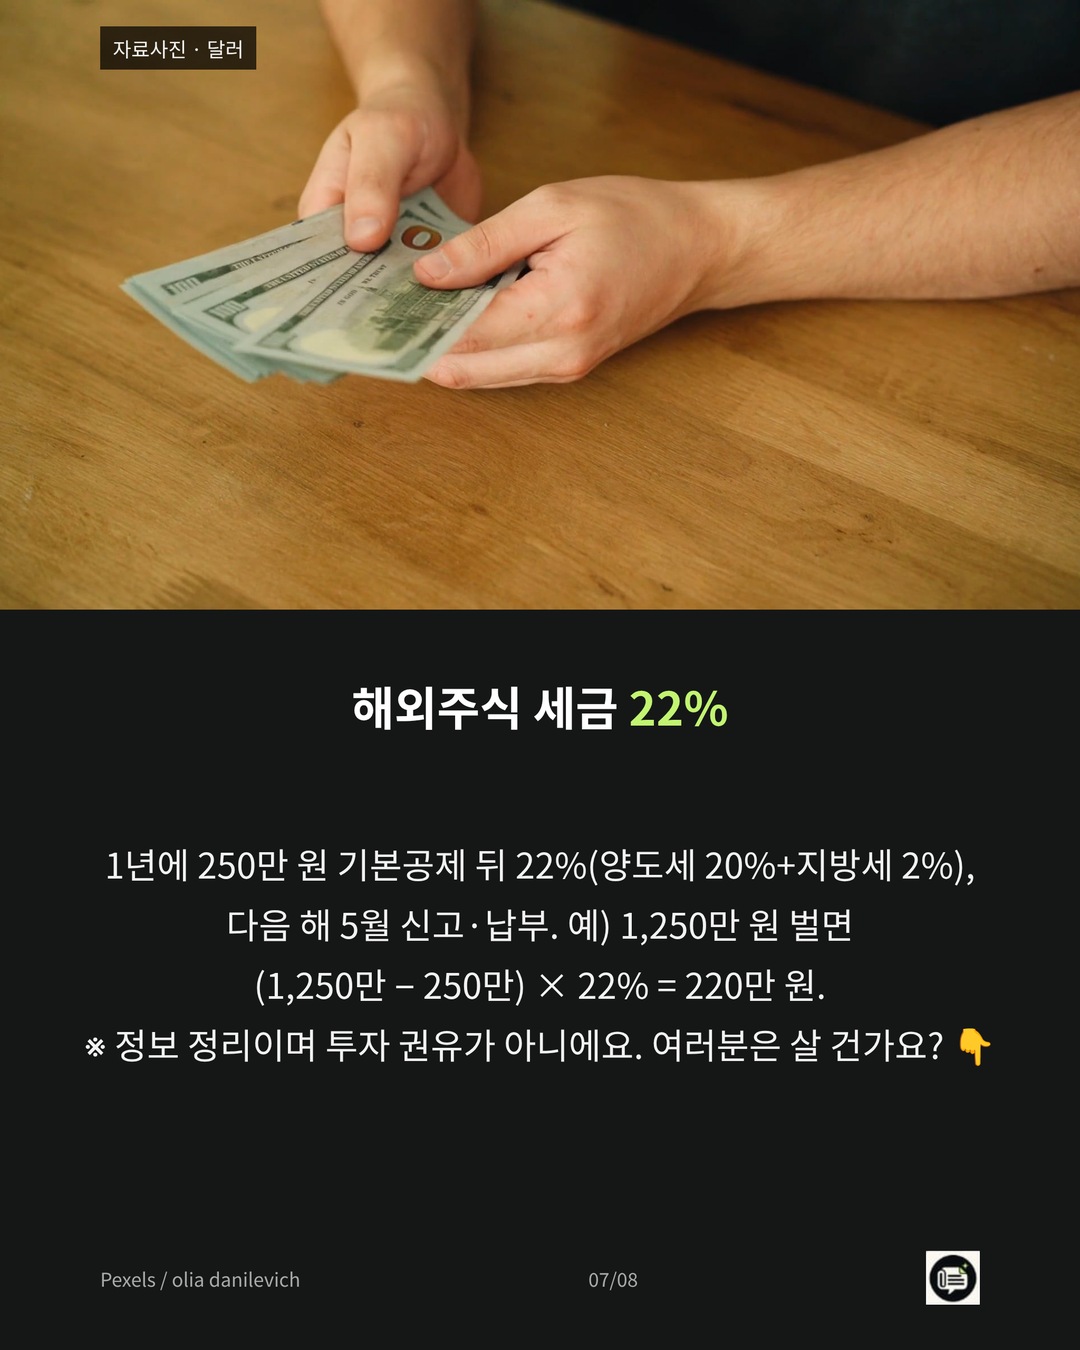 자료사진 · 달러
해외주식 세금 22%
1년에 250만 원 기본공제 뒤 22%(양도세 20%+지방세 2%),
다음 해 5월 신고·납부. 예) 1,250만 원 벌면
(1,250만 – 250만) × 22% = 220만 원.
※ 정보 정리이며 투자 권유가 아니에요. 여러분은 살 건가요? 👇
Pexels / olia danilevich
07/08